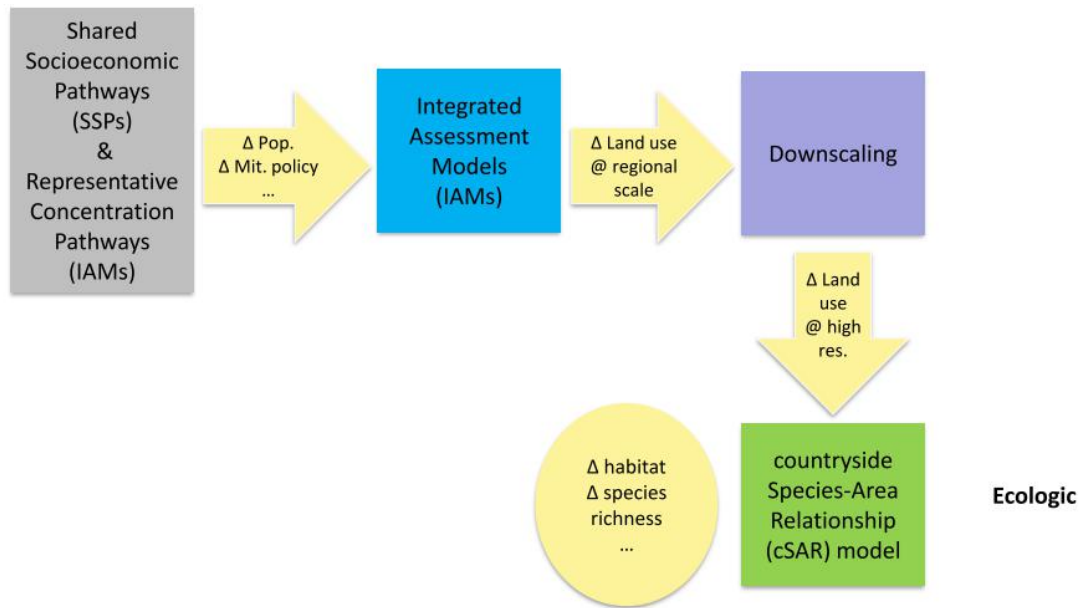 Shared
Socioeconomic
Pathways
(SSPs)
&
Representative
Concentration
Pathways
(IAMs)
Δ Pop.
Δ Mit. policy
...
Integrated
Assessment
Models
(IAMs)
Δ Land use
@ regional
scale
Downscaling
Δ Land
use
@ high
res.
Δ habitat
Δ species
richness
...
countryside
Species-Area
Relationship
(cSAR) model
Ecologic